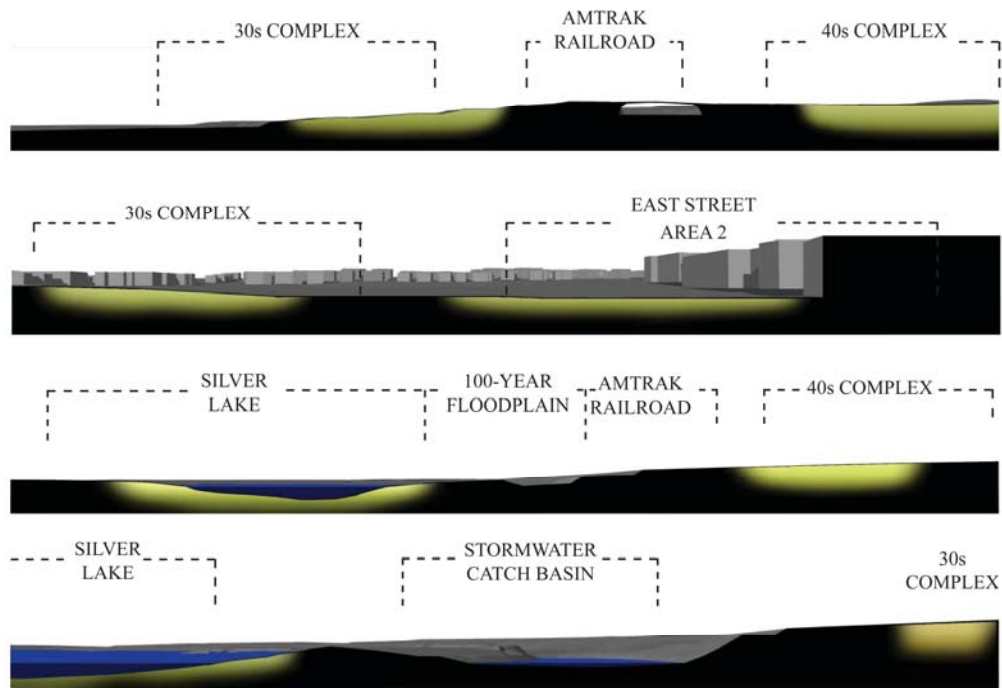 30s COMPLEX
AMTRAK
RAILROAD
40s COMPLEX
30s COMPLEX
EAST STREET
AREA 2
SILVER
LAKE
100-YEAR
FLOODPLAIN
AMTRAK
RAILROAD
40s COMPLEX
SILVER
LAKE
STORMWATER
CATCH BASIN
30s
COMPLEX